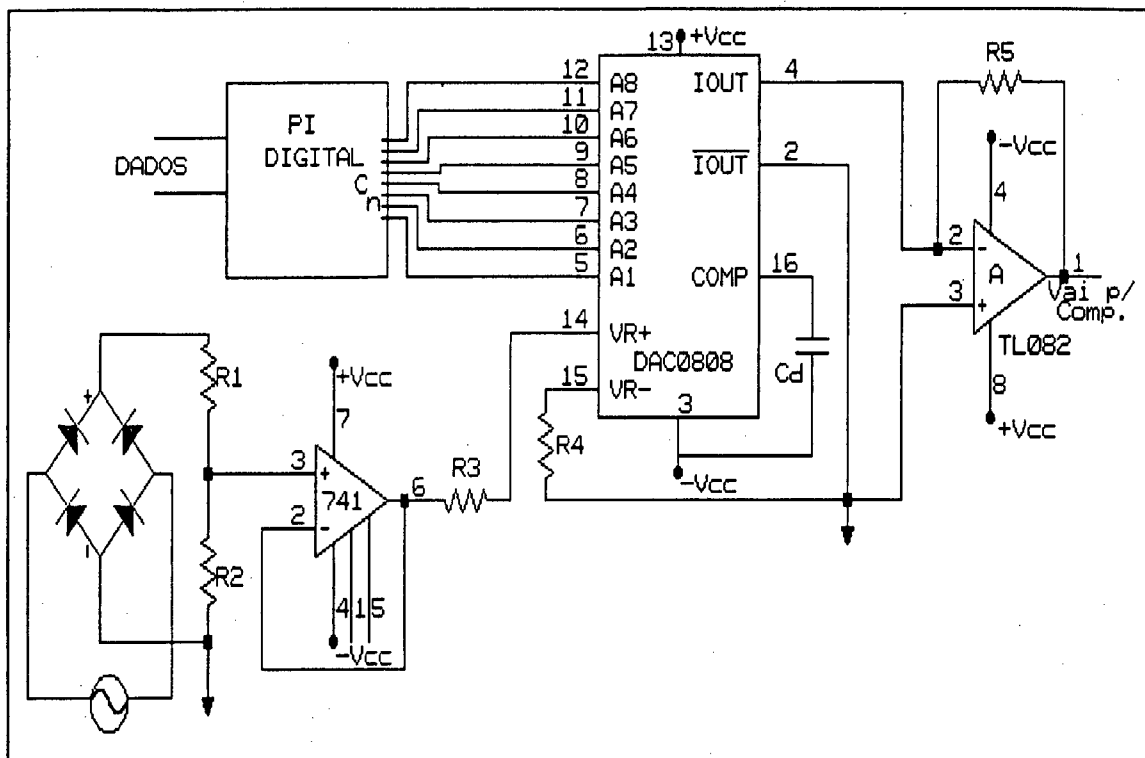 +Vcc
13
R5
12
A8
IOUT
4
11
A7
PI
10
A6
DIGITAL
9
A5
IOUT
2
-Vcc
DADOS
8
A4
4
C
n
7
A3
6
A2
2
-
5
A1
COMP
16
A
1
3
+
Vai p/
Comp.
14
VR+
TL082
DAC0808
Cd
8
R1
+Vcc
15
VR-
+
7
3
R4
+Vcc
3
+
R3
-Vcc
741
6
2
-
-
R2
4
1
5
-Vcc